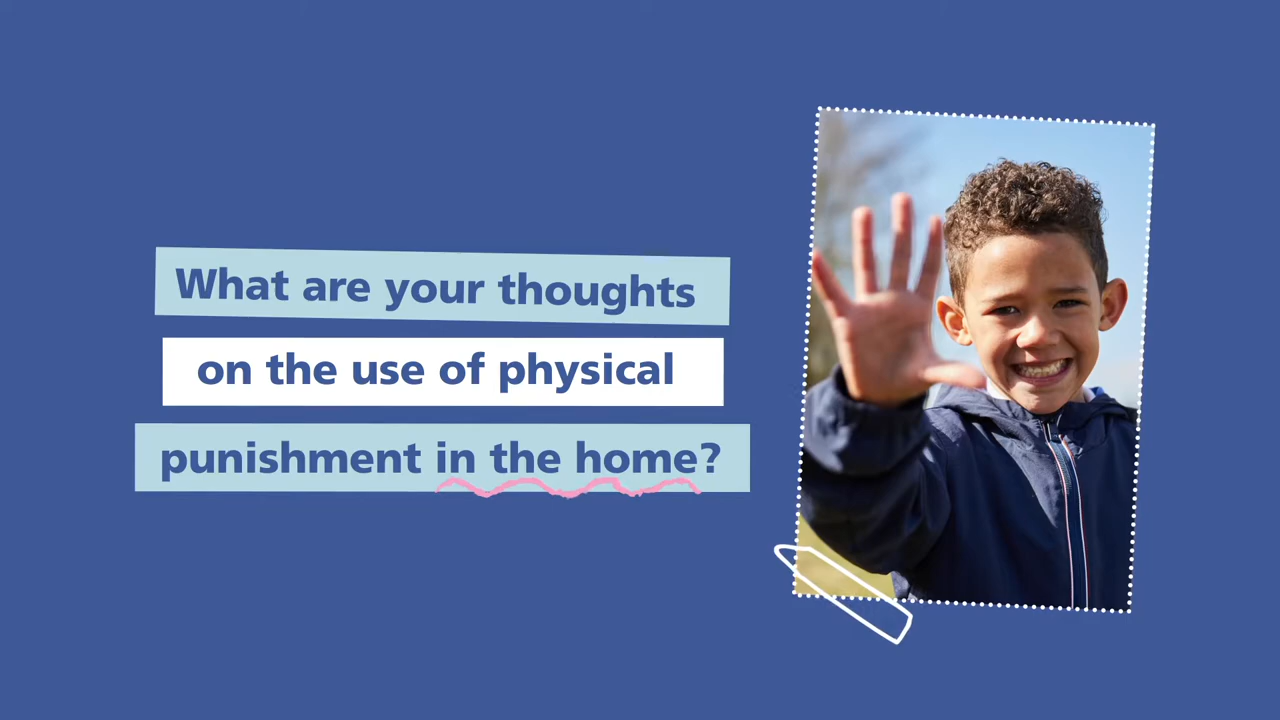 What are your thoughts
on the use of physical
punishment in the home?